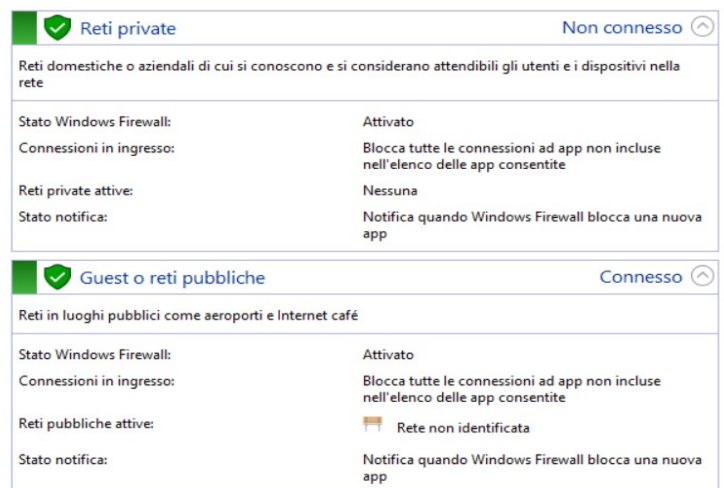 Reti private
Non connesso
Reti domestiche o aziendali di cui si conoscono e si considerano attendibili gli utenti e i dispositivi nella
rete
Stato Windows Firewall:
Attivato
Connessioni in ingresso:
Blocca tutte le connessioni ad app non incluse
nell'elenco delle app consentite
Reti private attive:
Nessuna
Stato notifica:
Notifica quando Windows Firewall blocca una nuova
app
Guest o reti pubbliche
Connesso
Reti in luoghi pubblici come aeroporti e Internet café
Stato Windows Firewall:
Attivato
Connessioni in ingresso:
Blocca tutte le connessioni ad app non incluse
nell'elenco delle app consentite
Reti pubbliche attive:
Rete non identificata
Stato notifica:
Notifica quando Windows Firewall blocca una nuova
app